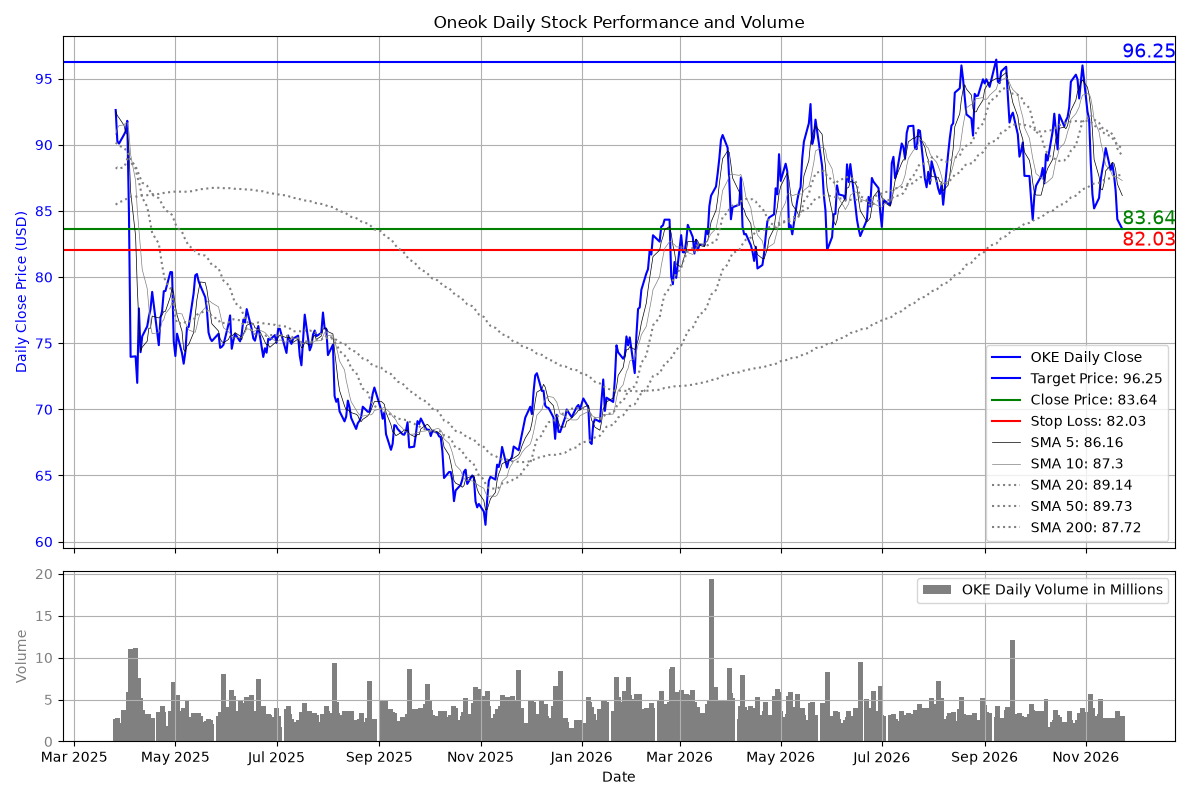 Oneok Daily Stock Performance and Volume
Daily Close Price (USD)
95
90
85
80
75
70
65
60
96.25
83.64
82.03
OKE Daily Close
Target Price: 96.25
Close Price: 83.64
Stop Loss: 82.03
SMA 5: 86.16
SMA 10: 87.3
SMA 20: 89.14
SMA 50: 89.73
SMA 200: 87.72
Volume
20
15
10
5
0
OKE Daily Volume in Millions
Mar 2025 May 2025 Jul 2025 Sep 2025 Nov 2025 Jan 2026 Mar 2026 May 2026 Jul 2026 Sep 2026 Nov 2026
Date